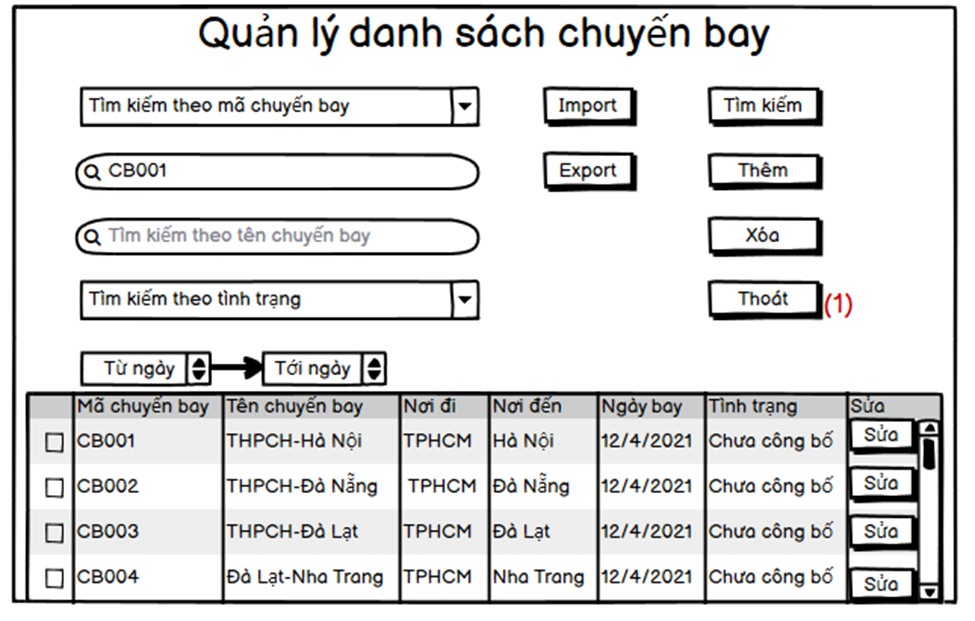 Quản lý danh sách chuyến bay
Tìm kiếm theo mã chuyến bay Import Tìm kiếm
CB001 Export Thêm
Tìm kiếm theo tên chuyến bay Xóa
Tìm kiếm theo tình trạng Thoát (1)
Từ ngày Tới ngày
Mã chuyến bay Tên chuyến bay Nơi đi Nơi đến Ngày bay Tình trạng Sửa
CB001 THPCH-Hà Nội TPHCM Hà Nội 12/4/2021 Chưa công bố Sửa
CB002 THPCH-Đà Nẵng TPHCM Đà Nẵng 12/4/2021 Chưa công bố Sửa
CB003 THPCH-Đà Lạt TPHCM Đà Lạt 12/4/2021 Chưa công bố Sửa
CB004 Đà Lạt-Nha Trang TPHCM Nha Trang 12/4/2021 Chưa công bố Sửa